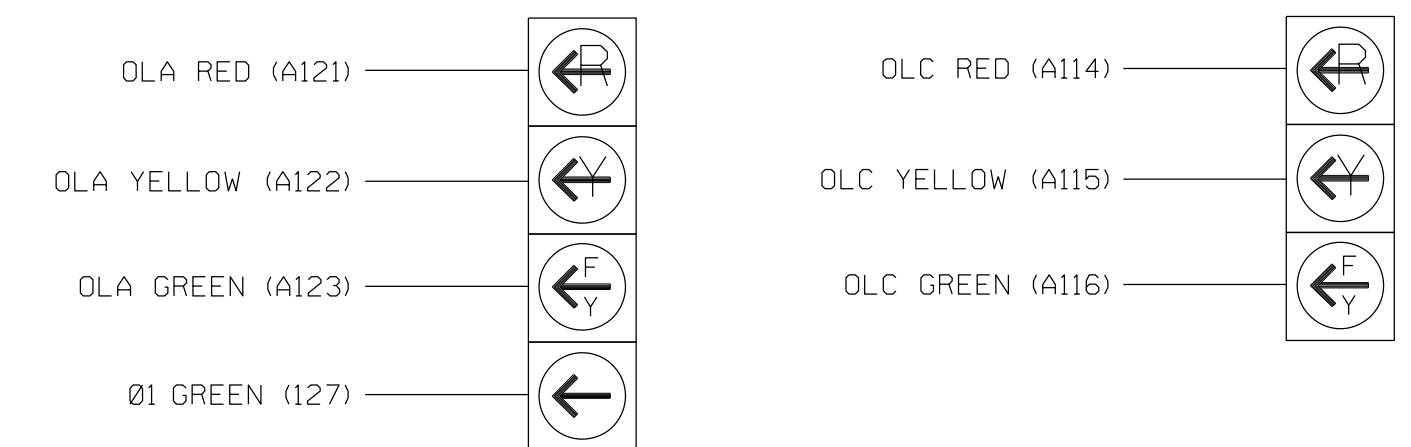 OLA RED (A121)
R
OLA YELLOW (A122)
Y
OLA GREEN (A123)
F
Y
Ø1 GREEN (127)
OLC RED (A114)
R
OLC YELLOW (A115)
Y
OLC GREEN (A116)
F
Y